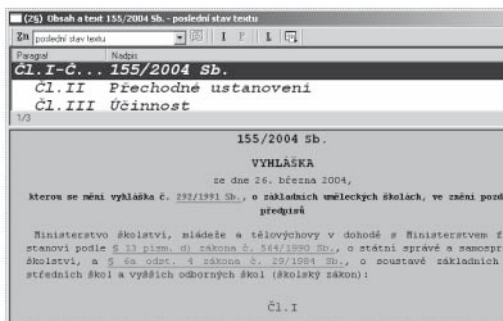 (2§) Obsah a text 155/2004 Sb. - poslední stav textu
Zn poslední stav textu I P L
Paragraf Nadpis
Čl.I-Č... 155/2004 Sb.
Čl.II Přechodné ustanovení
Čl.III Účinnost
1/3
155/2004 Sb.
VYHLÁŠKA
ze dne 26. března 2004,
kterou se mění vyhláška č. 292/1991 Sb., o základních uměleckých školách, ve znění pozd
předpisů
Ministerstvo školství, mládeže a tělovýchovy v dohodě s Ministerstvem f
stanoví podle § 13 písm. d) zákona č. 564/1990 Sb., o státní správě a samospr
školství, a § 6a odst. 4 zákona č. 29/1984 Sb., o soustavě základních
středních škol a vyšších odborných škol (školský zákon):
Čl.I